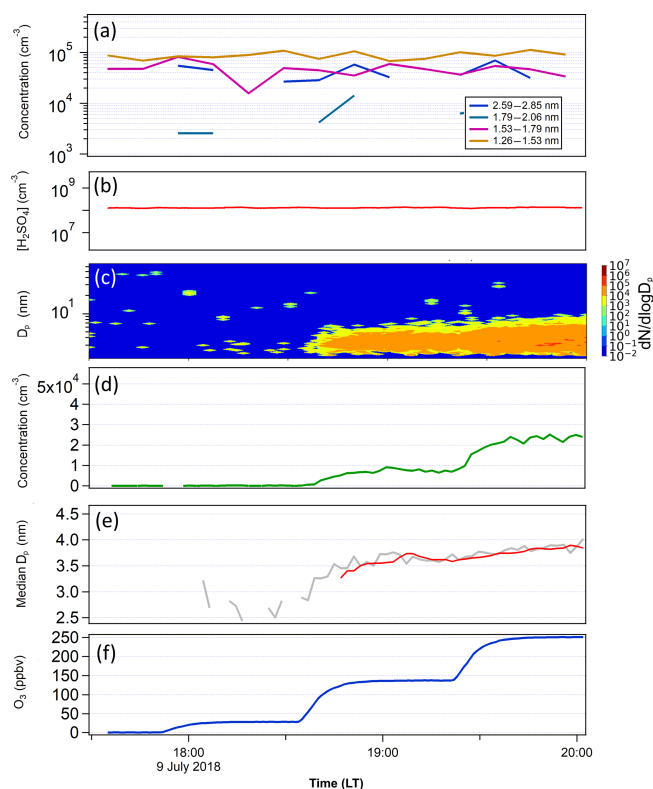 (a)
Concentration (cm⁻³)
10⁵
10⁴
10³
2.59—2.85 nm
1.79—2.06 nm
1.53—1.79 nm
1.26—1.53 nm
(b)
[H₂SO₄] (cm⁻³)
10⁹
10⁷
(c)
Dₚ (nm)
10¹
10⁷
10⁶
10⁵
10⁴
10³
10²
10¹
10⁰
10⁻¹
10⁻²
dN/dlogDₚ
(d)
Concentration (cm⁻³)
5x10⁴
4
3
2
1
0
(e)
Median Dₚ (nm)
4.5
4.0
3.5
3.0
2.5
(f)
O₃ (ppbv)
250
200
150
100
50
0
18:00
19:00
20:00
9 July 2018
Time (LT)